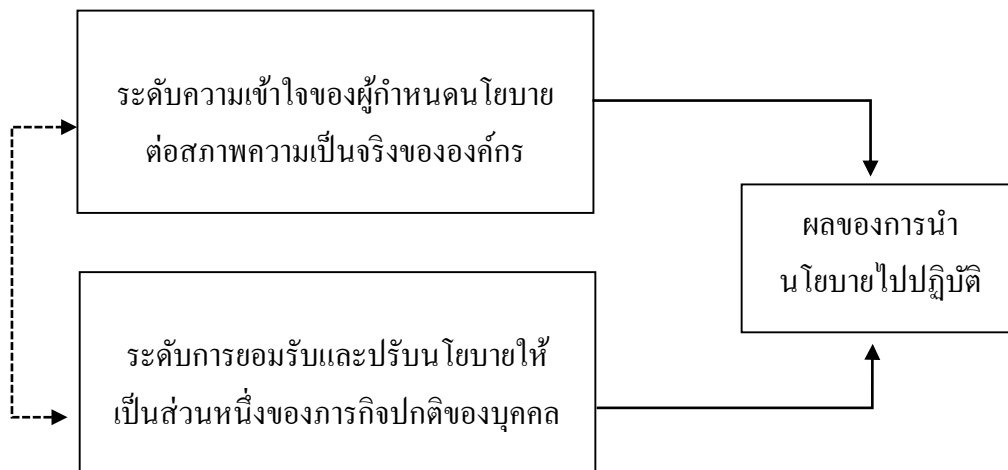 ระดับความเข้าใจของผู้กำหนดนโยบาย
ต่อสภาพความเป็นจริงขององค์กร
ผลของการนำ
นโยบายไปปฏิบัติ
ระดับการยอมรับและปรับนโยบายให้
เป็นส่วนหนึ่งของภารกิจปกติของบุคคล